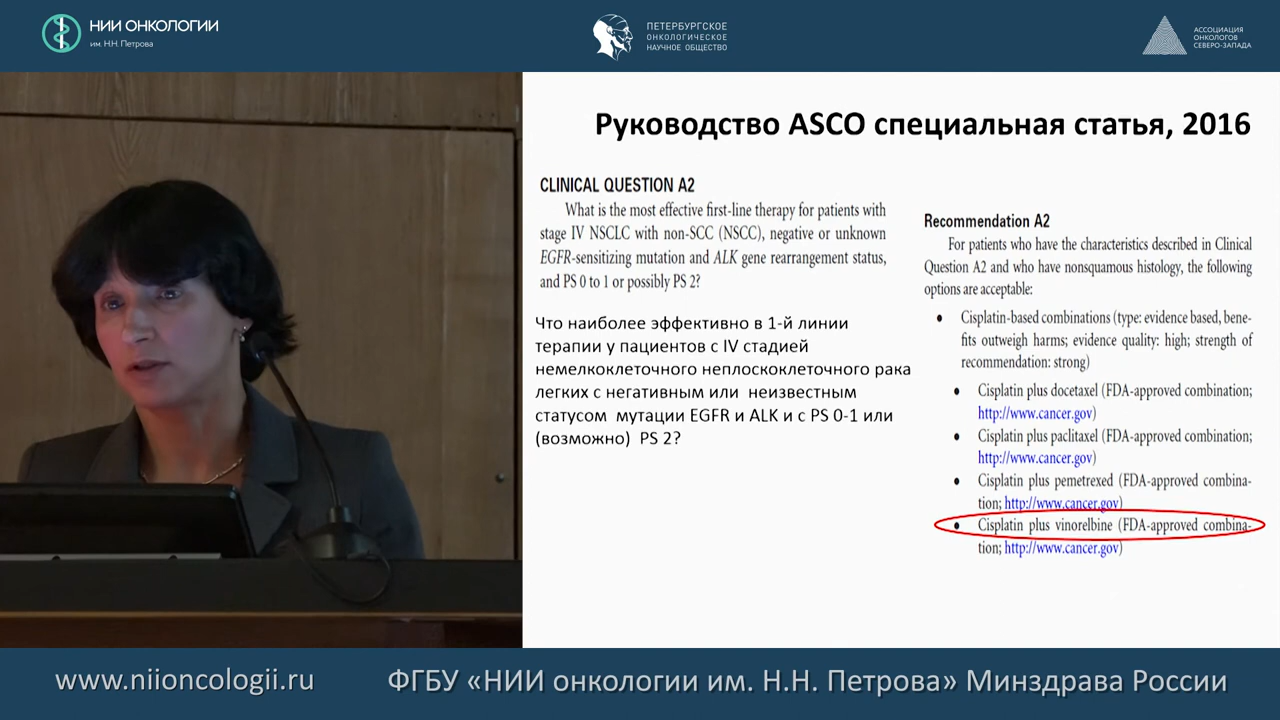 НИИ ОНКОЛОГИИ
им. Н.Н. Петрова
ПЕТЕРБУРГСКОЕ
ОНКОЛОГИЧЕСКОЕ
НАУЧНОЕ ОБЩЕСТВО
АССОЦИАЦИЯ
ОНКОЛОГОВ
СЕВЕРО-ЗАПАДА
Руководство ASCO специальная статья, 2016
CLINICAL QUESTION A2
What is the most effective first-line therapy for patients with
stage IV NSCLC with non-SCC (NSCC), negative or unknown
EGFR-sensitizing mutation and ALK gene rearrangement status,
and PS 0 to 1 or possibly PS 2?
Что наиболее эффективно в 1-й линии
терапии у пациентов с IV стадией
немелкоклеточного неплоскоклеточного рака
легких с негативным или неизвестным
статусом мутации EGFR и ALK и с PS 0-1 или
(возможно) PS 2?
Recommendation A2
For patients who have the characteristics described in Clinical
Question A2 and who have nonsquamous histology, the following
options are acceptable:
● Cisplatin-based combinations (type: evidence based, bene-
fits outweigh harms; evidence quality: high; strength of
recommendation: strong)
● Cisplatin plus docetaxel (FDA-approved combination;
http://www.cancer.gov)
● Cisplatin plus paclitaxel (FDA-approved combination;
http://www.cancer.gov)
● Cisplatin plus pemetrexed (FDA-approved combina-
tion; http://www.cancer.gov)
● Cisplatin plus vinorelbine (FDA-approved combina-
tion; http://www.cancer.gov)
www.niioncologii.ru
ФГБУ «НИИ онкологии им. Н.Н. Петрова» Минздрава России